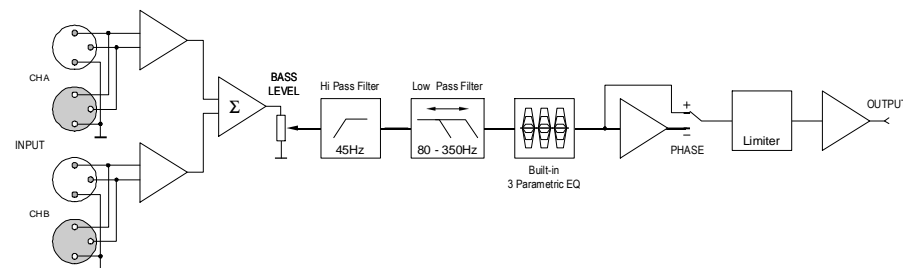 CHA
INPUT
CHB
Σ
BASS
LEVEL
Hi Pass Filter
45Hz
Low Pass Filter
80 - 350Hz
Built-in
3 Parametric EQ
+
−
PHASE
Limiter
OUTPUT